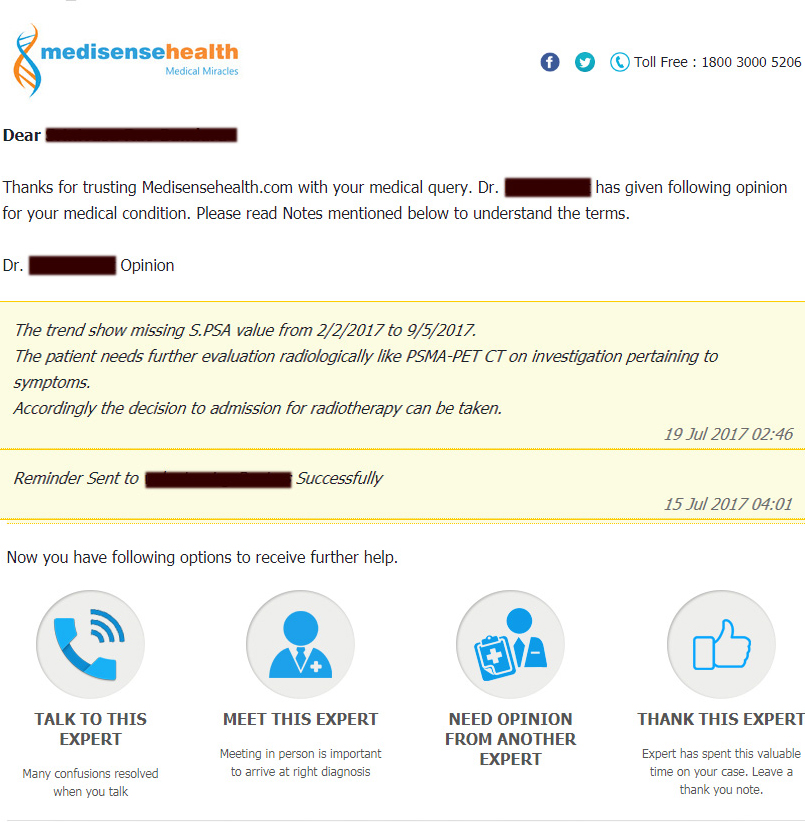 medisensehealth
Medical Miracles
Toll Free : 1800 3000 5206
Dear
Thanks for trusting Medisensehealth.com with your medical query. Dr. has given following opinion
for your medical condition. Please read Notes mentioned below to understand the terms.
Dr. Opinion
The trend show missing S.PSA value from 2/2/2017 to 9/5/2017.
The patient needs further evaluation radiologically like PSMA-PET CT on investigation pertaining to
symptoms.
Accordingly the decision to admission for radiotherapy can be taken.
19 Jul 2017 02:46
Reminder Sent to Successfully
15 Jul 2017 04:01
Now you have following options to receive further help.
TALK TO THIS
EXPERT
Many confusions resolved
when you talk
MEET THIS EXPERT
Meeting in person is important
to arrive at right diagnosis
NEED OPINION
FROM ANOTHER
EXPERT
THANK THIS EXPERT
Expert has spent this valuable
time on your case. Leave a
thank you note.